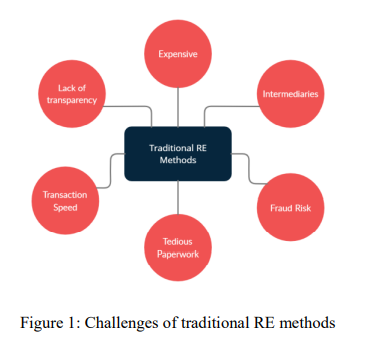 Expensive
Lack of
transparency
Intermediaries
Traditional RE
Methods
Transaction
Speed
Fraud Risk
Tedious
Paperwork
Figure 1: Challenges of traditional RE methods